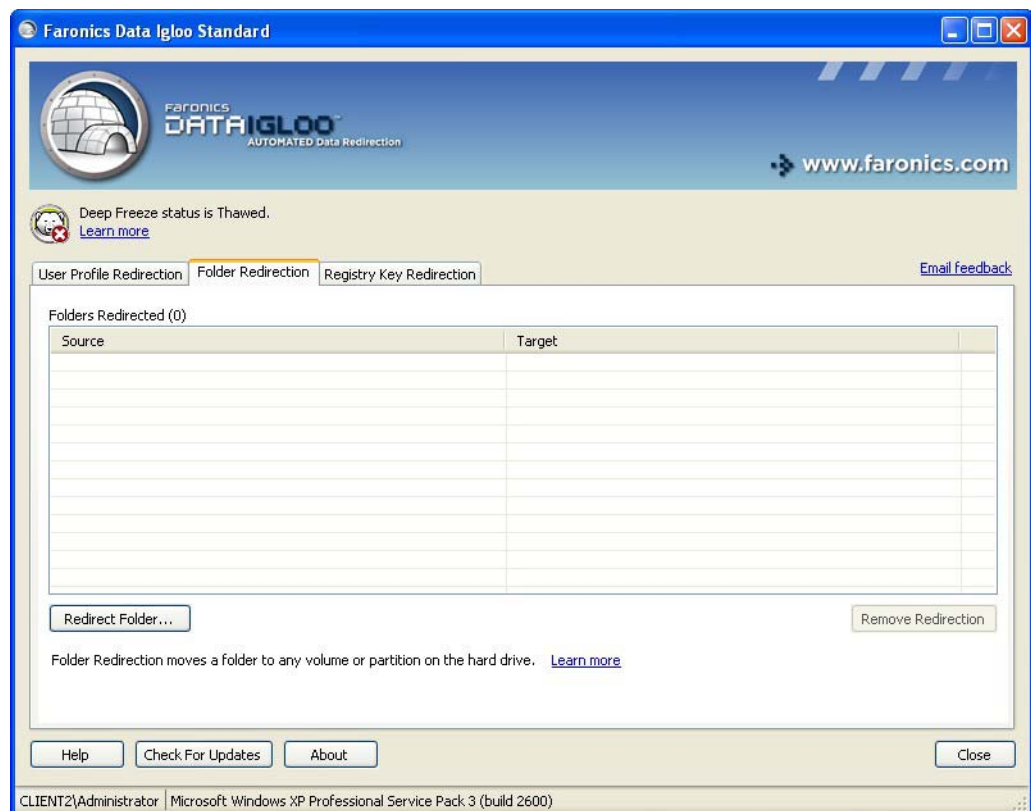 Faronics Data Igloo Standard
Faronics
DATAIGLOO™
AUTOMATED Data Redirection
www.faronics.com
Deep Freeze status is Thawed.
Learn more
User Profile Redirection
Folder Redirection
Registry Key Redirection
Email feedback
Folders Redirected (0)
Source
Target
Redirect Folder...
Remove Redirection
Folder Redirection moves a folder to any volume or partition on the hard drive. Learn more
Help
Check For Updates
About
Close
CLIENT2\Administrator
Microsoft Windows XP Professional Service Pack 3 (build 2600)